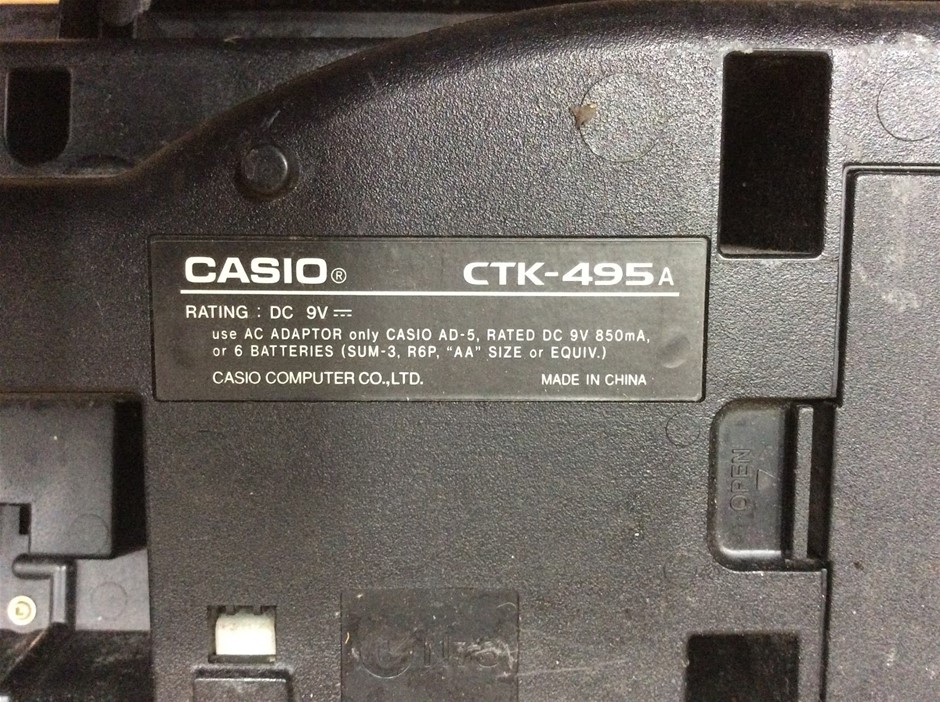 CASIO® CTK-495A
RATING : DC 9V ⎓
use AC ADAPTOR only CASIO AD-5, RATED DC 9V 850mA,
or 6 BATTERIES (SUM-3, R6P, “AA” SIZE or EQUIV.)
CASIO COMPUTER CO.,LTD. MADE IN CHINA
OPEN